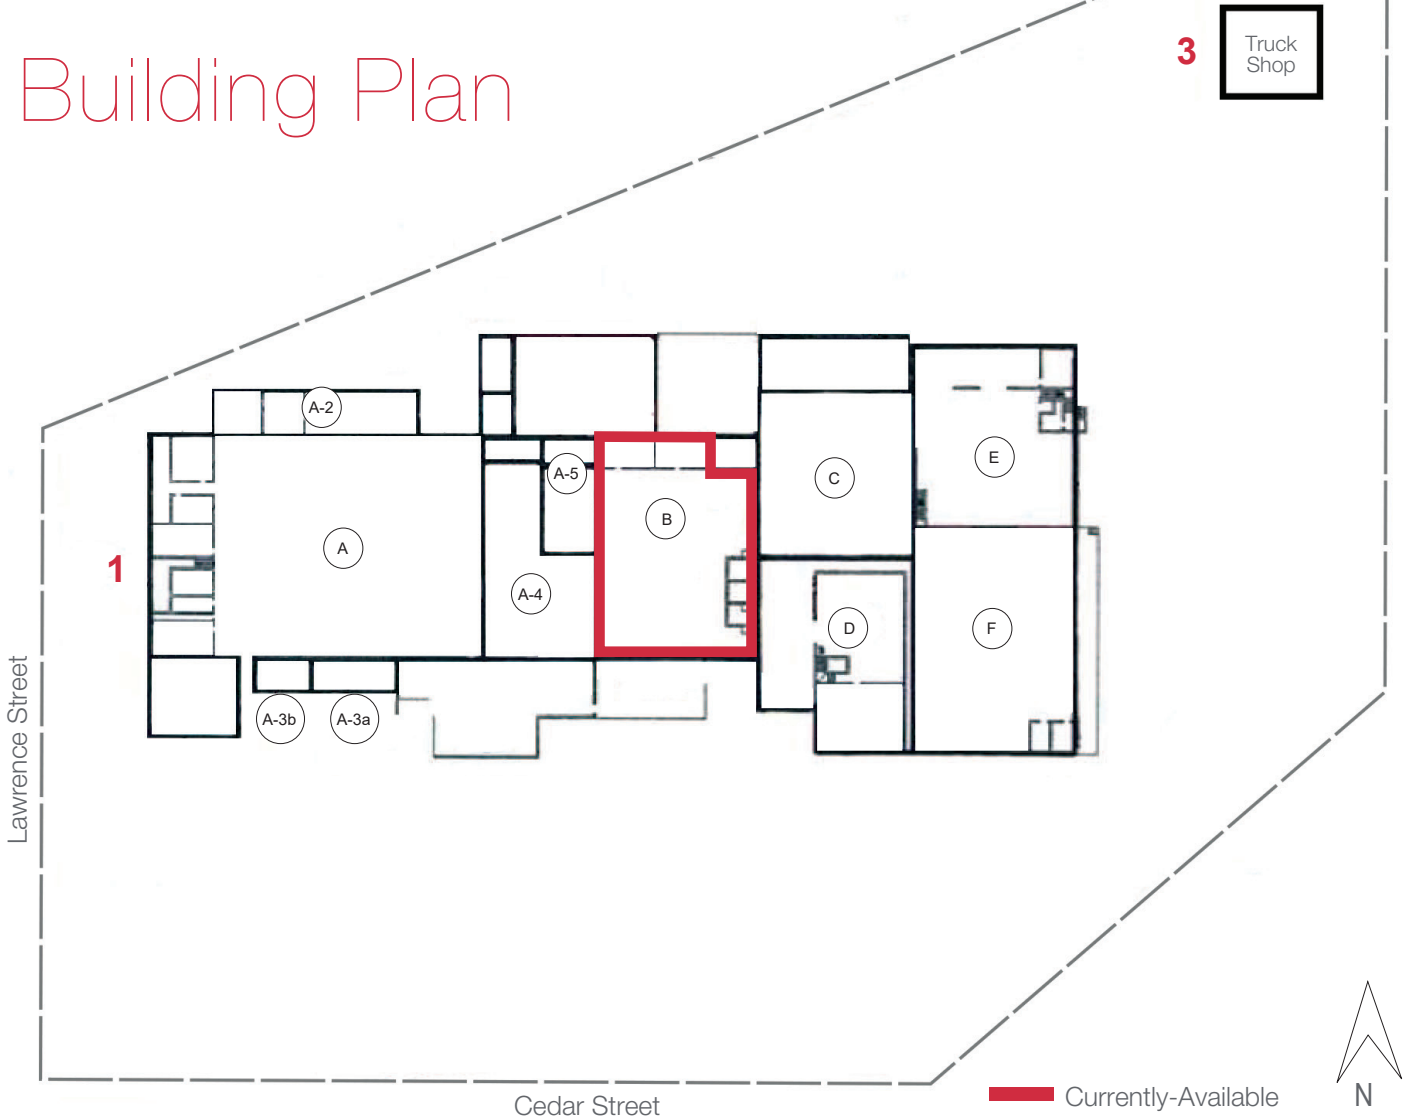 Building Plan
3
Truck
Shop
A-2
A-5
B
C
E
A
1
A-4
D
F
A-3b
A-3a
Lawrence Street
Cedar Street
Currently-Available
N